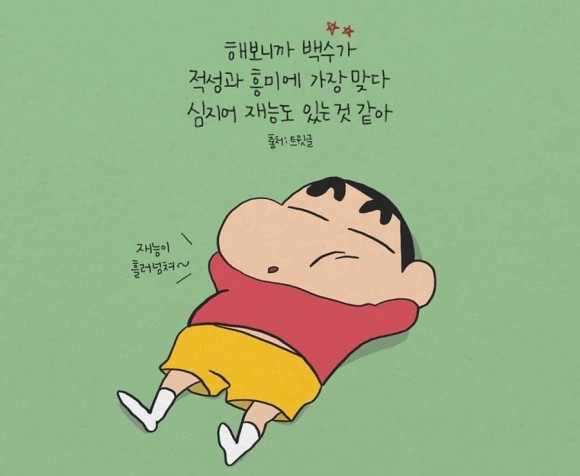 해보니까 백수가
적성과 흥미에 가장 맞다
심지어 재능도 있는것 같아
출처: 트윗글
재능이
흘러넘쳐~